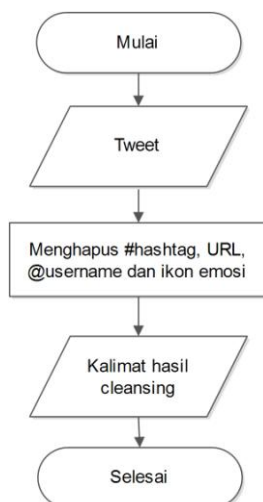 Mulai
Tweet
Menghapus #hashtag, URL,
@username dan ikon emosi
Kalimat hasil
cleansing
Selesai